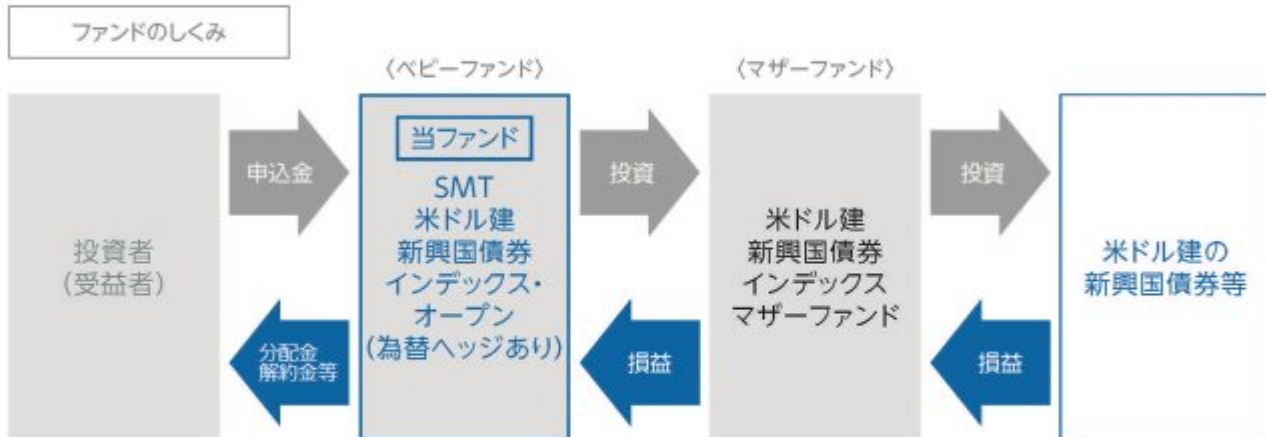 ファンドのしくみ
〈ベビーファンド〉
〈マザーファンド〉
投資者
(受益者)
申込金
分配金
解約金等
当ファンド
SMT
米ドル建
新興国債券
インデックス・
オープン
(為替ヘッジあり)
投資
損益
米ドル建
新興国債券
インデックス
マザーファンド
投資
損益
米ドル建の
新興国債券等